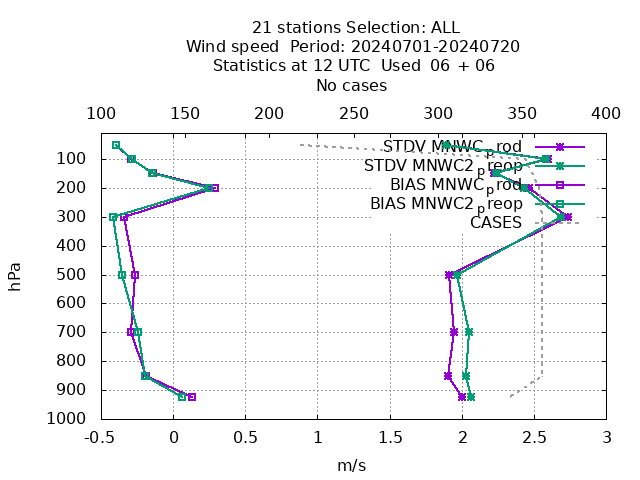 21 stations Selection: ALL
Wind speed  Period: 20240701-20240720
Statistics at 12 UTC  Used  06 + 06
No cases
100 150 200 250 300 350 400
STDV MNWC_prod
STDV MNWC2_preop
BIAS MNWC_prod
BIAS MNWC2_preop
CASES
hPa
100
200
300
400
500
600
700
800
900
1000
-0.5 0 0.5 1 1.5 2 2.5 3
m/s